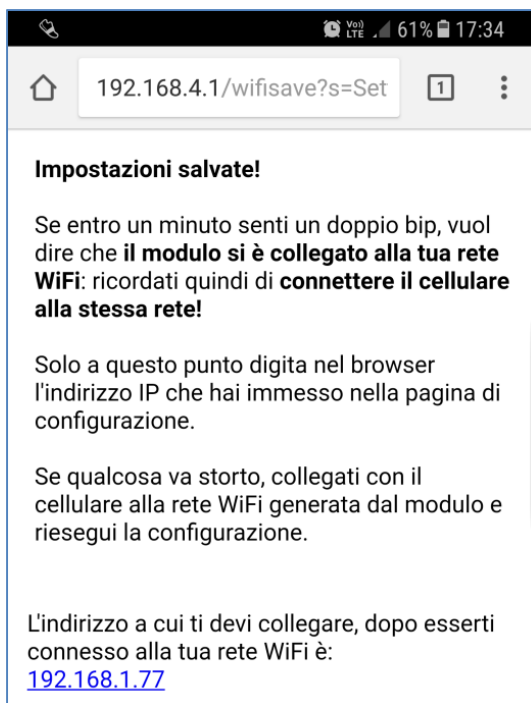 Vo)) LTE 61% 17:34
192.168.4.1/wifisave?s=Set 1
Impostazioni salvate!
Se entro un minuto senti un doppio bip, vuol
dire che il modulo si è collegato alla tua rete
WiFi: ricordati quindi di connettere il cellulare
alla stessa rete!
Solo a questo punto digita nel browser
l'indirizzo IP che hai immesso nella pagina di
configurazione.
Se qualcosa va storto, collegati con il
cellulare alla rete WiFi generata dal modulo e
riesegui la configurazione.
L'indirizzo a cui ti devi collegare, dopo esserti
connesso alla tua rete WiFi è:
192.168.1.77